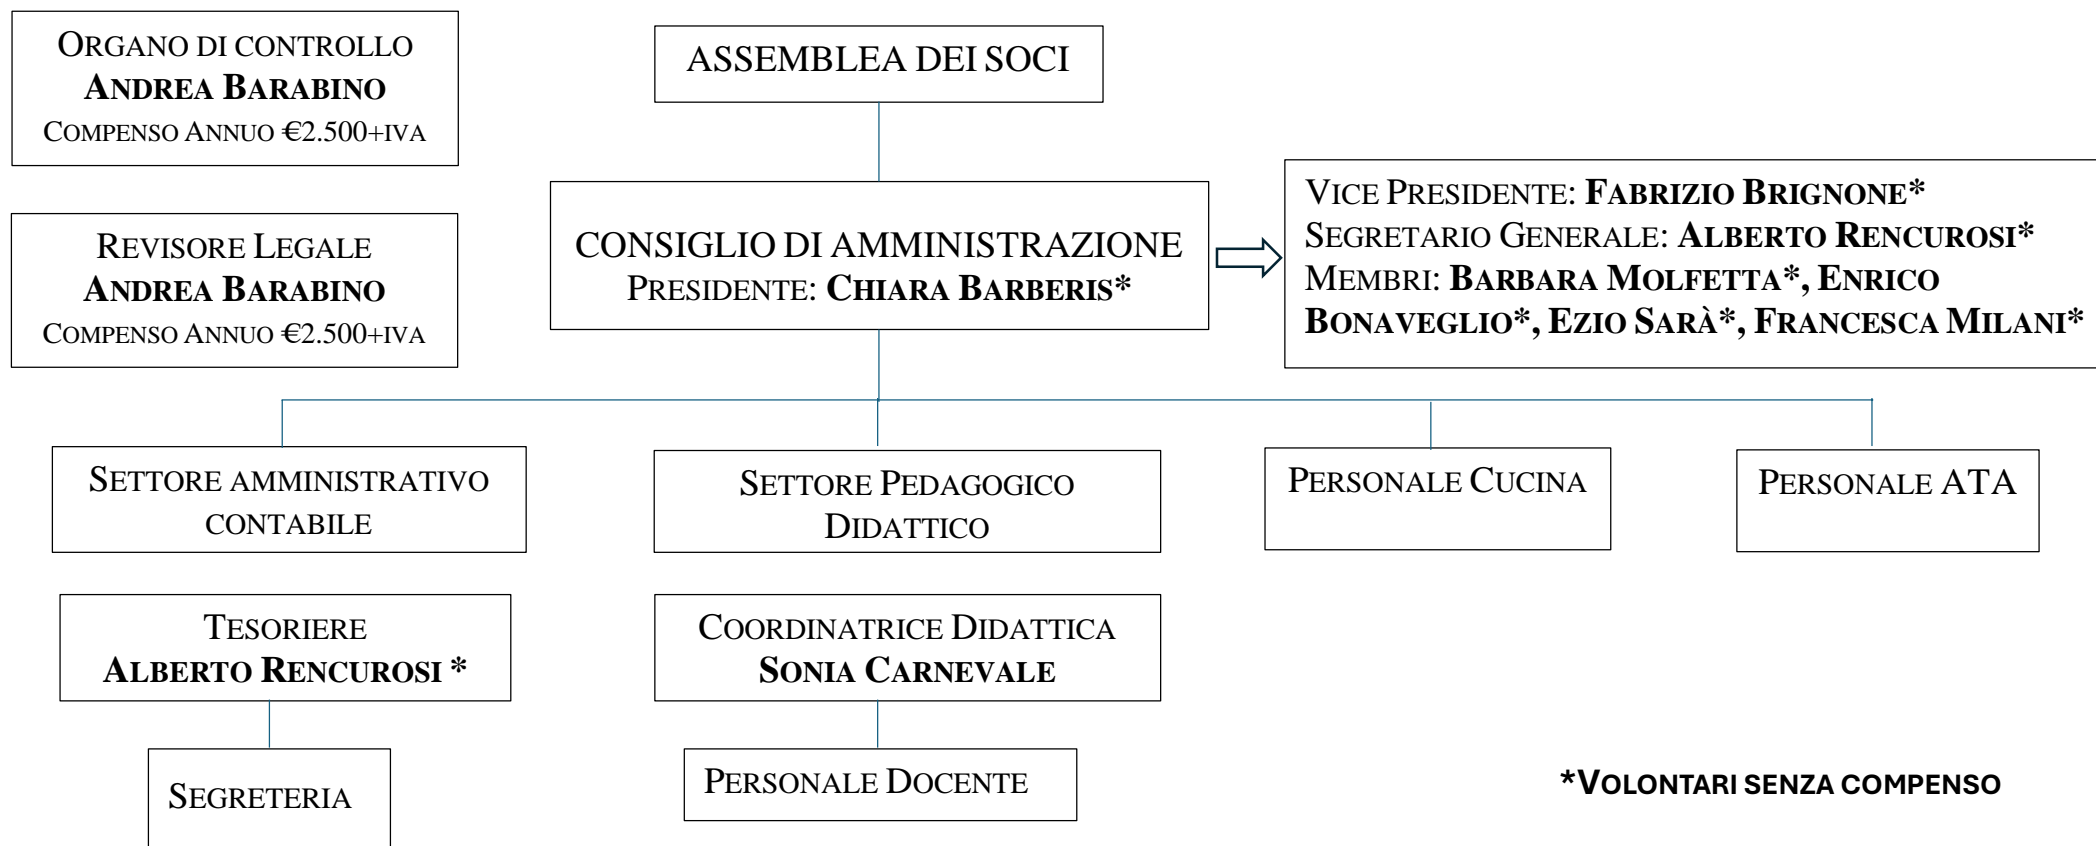 ORGANO DI CONTROLLO
ANDREA BARABINO
COMPENSO ANNUO €2.500+IVA
ASSEMBLEA DEI SOCI
REVISORE LEGALE
ANDREA BARABINO
COMPENSO ANNUO €2.500+IVA
CONSIGLIO DI AMMINISTRAZIONE
PRESIDENTE: CHIARA BARBERIS*
VICE PRESIDENTE: FABRIZIO BRIGNONE*
SEGRETARIO GENERALE: ALBERTO RENCUROSI*
MEMBRI: BARBARA MOLFETTA*, ENRICO
BONAVEGLIO*, EZIO SARÀ*, FRANCESCA MILANI*
SETTORE AMMINISTRATIVO
CONTABILE
SETTORE PEDAGOGICO
DIDATTICO
PERSONALE CUCINA
PERSONALE ATA
TESORIERE
ALBERTO RENCUROSI *
COORDINATRICE DIDATTICA
SONIA CARNEVALE
SEGRETERIA
PERSONALE DOCENTE
*VOLONTARI SENZA COMPENSO